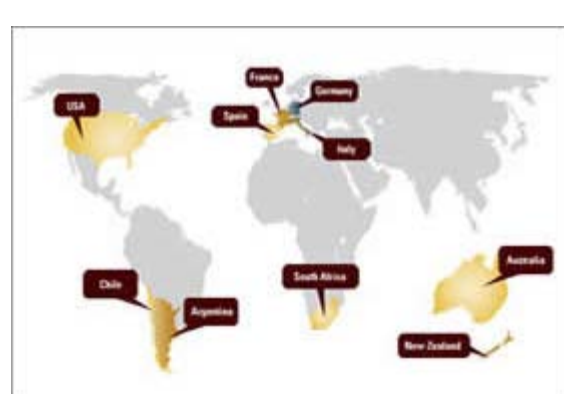 France
Germany
USA
Spain
Italy
Australia
South Africa
Chile
Argentina
New Zealand